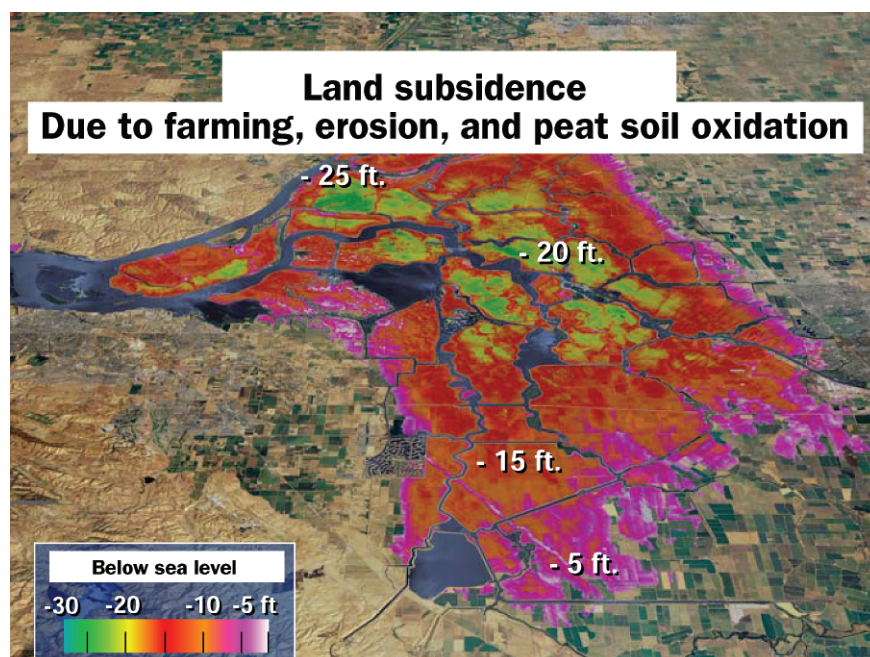 Land subsidence
Due to farming, erosion, and peat soil oxidation
- 25 ft.
- 20 ft.
- 15 ft.
- 5 ft.
Below sea level
-30 -20 -10 -5 ft